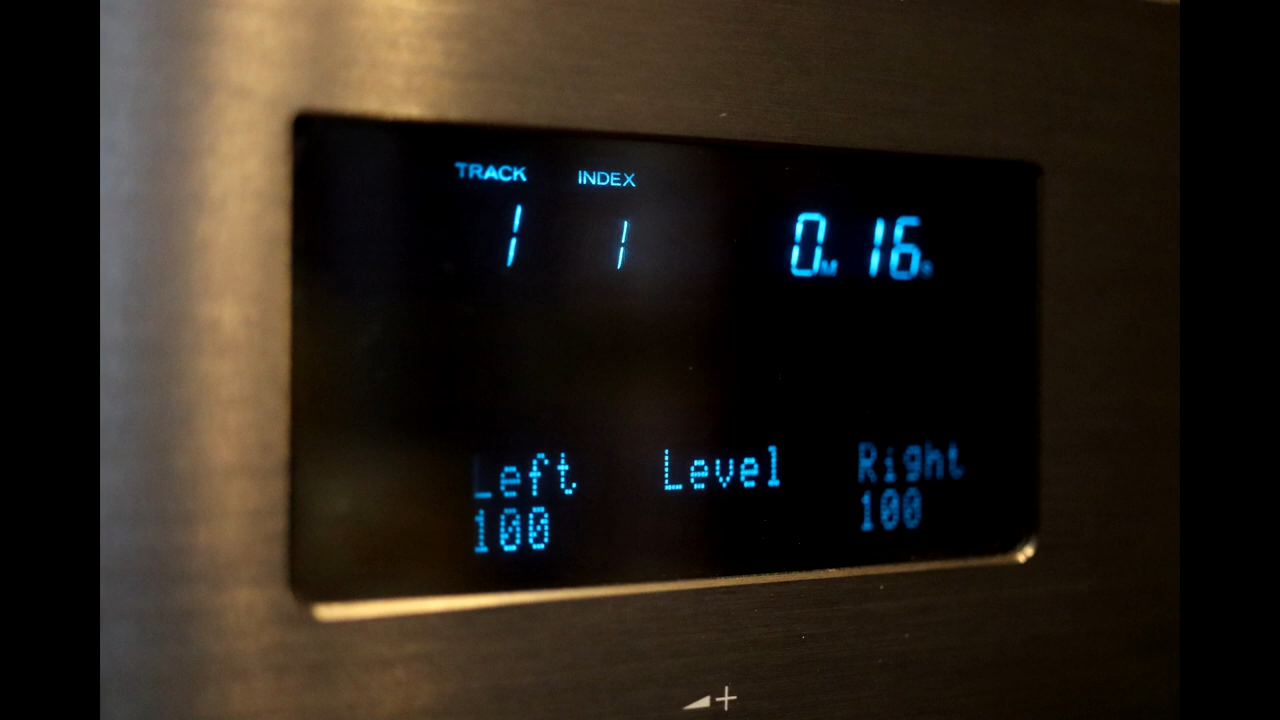 TRACK INDEX
1 1 0M 16S
Left Level Right
100 100
+